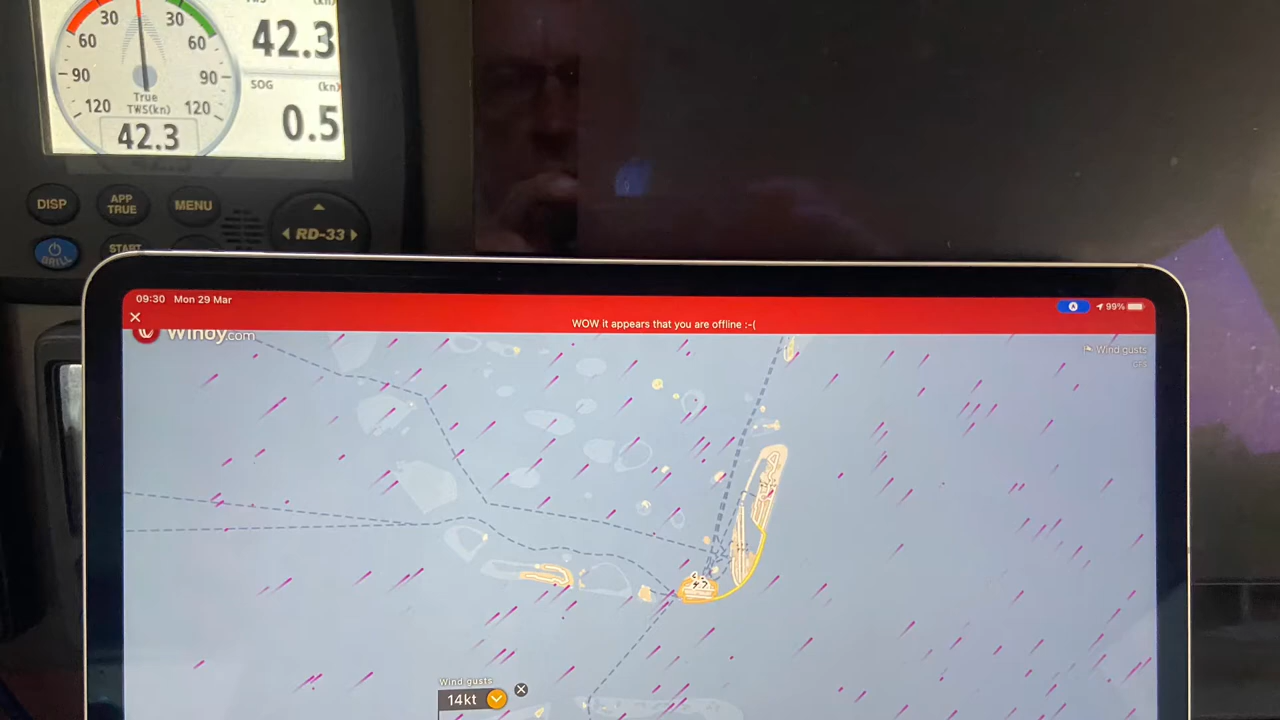 (kn)
30 30
42.3
60 60
90 90
SOG (kn)
True
120 TWS(kn) 120
0.5
42.3
DISP
APP
TRUE
MENU
RD-33
START
BRILL
09:30 Mon 29 Mar
99%
WOW it appears that you are offline :-(
Windy.com
Wind gusts
Wind gusts
14kt